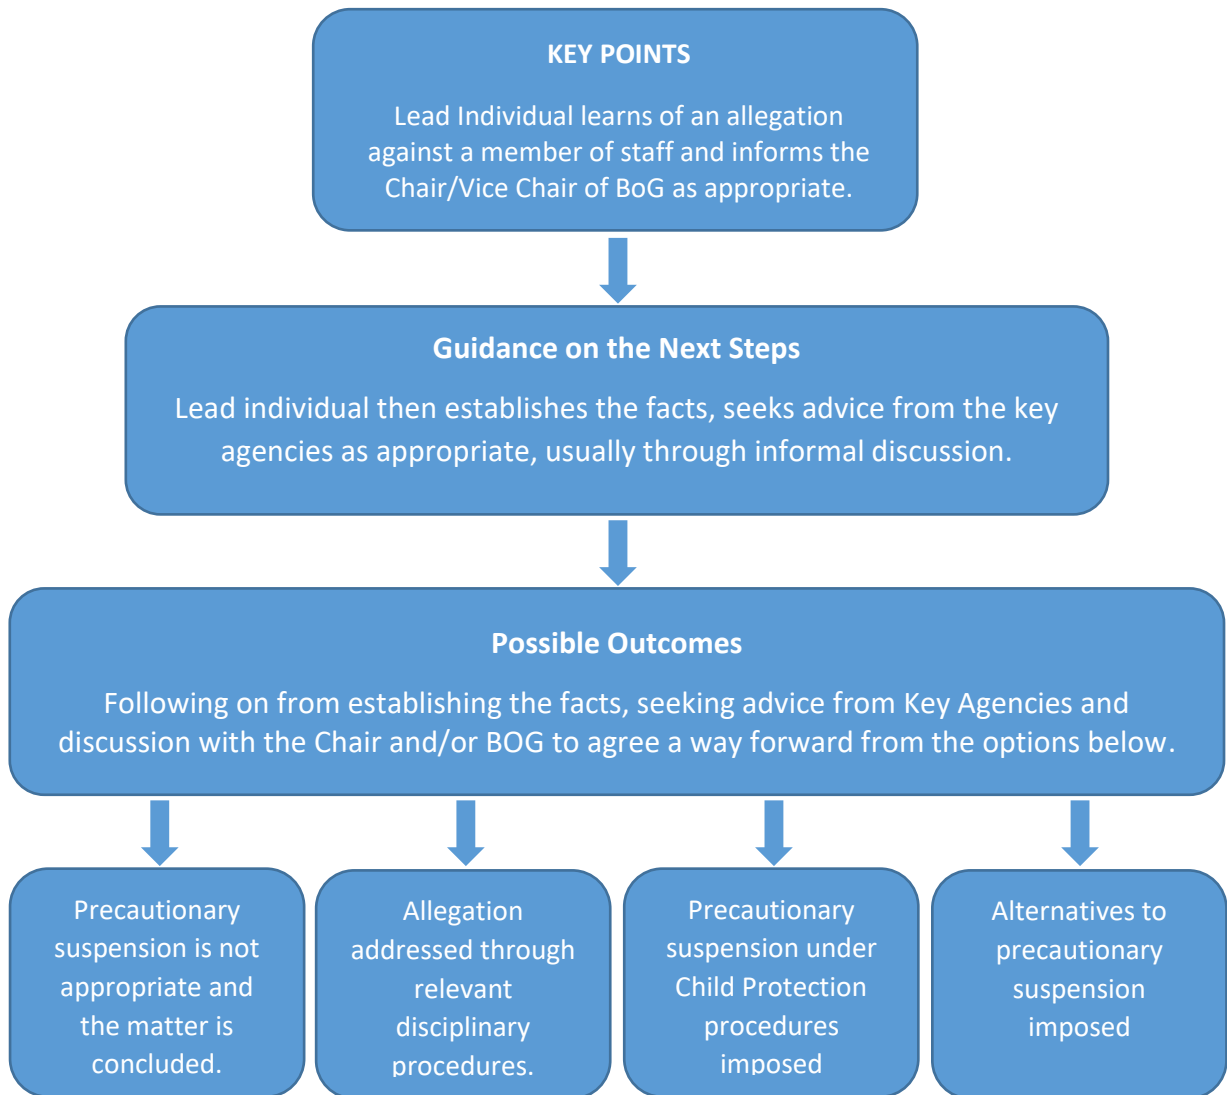 KEY POINTS
Lead Individual learns of an allegation
against a member of staff and informs the
Chair/Vice Chair of BoG as appropriate.
Guidance on the Next Steps
Lead individual then establishes the facts, seeks advice from the key
agencies as appropriate, usually through informal discussion.
Possible Outcomes
Following on from establishing the facts, seeking advice from Key Agencies and
discussion with the Chair and/or BOG to agree a way forward from the options below.
Precautionary
suspension is not
appropriate and
the matter is
concluded.
Allegation
addressed through
relevant
disciplinary
procedures.
Precautionary
suspension under
Child Protection
procedures
imposed
Alternatives to
precautionary
suspension
imposed